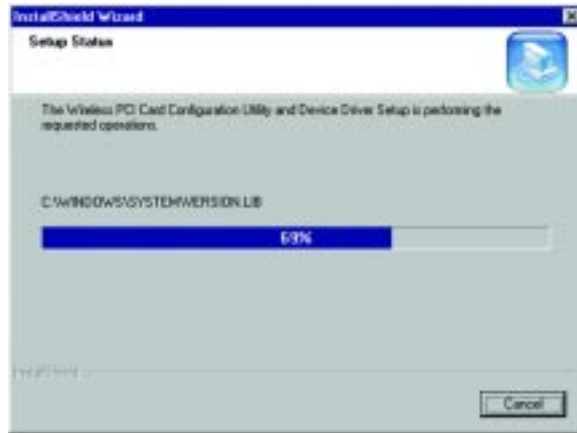 InstallShield Wizard
Setup Status
The Wireless PCI Card Configuration Utility and Device Driver Setup is performing the
requested operations.
C:\WINDOWS\SYSTEM\VERSION.LIB
69%
InstallShield
Cancel